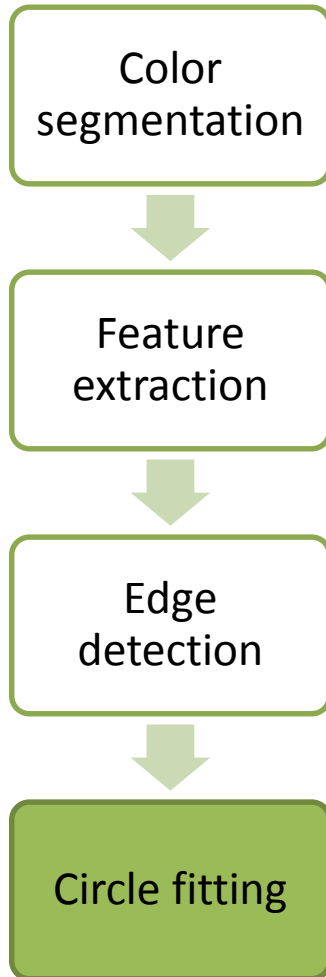 Color
segmentation
Feature
extraction
Edge
detection
Circle fitting